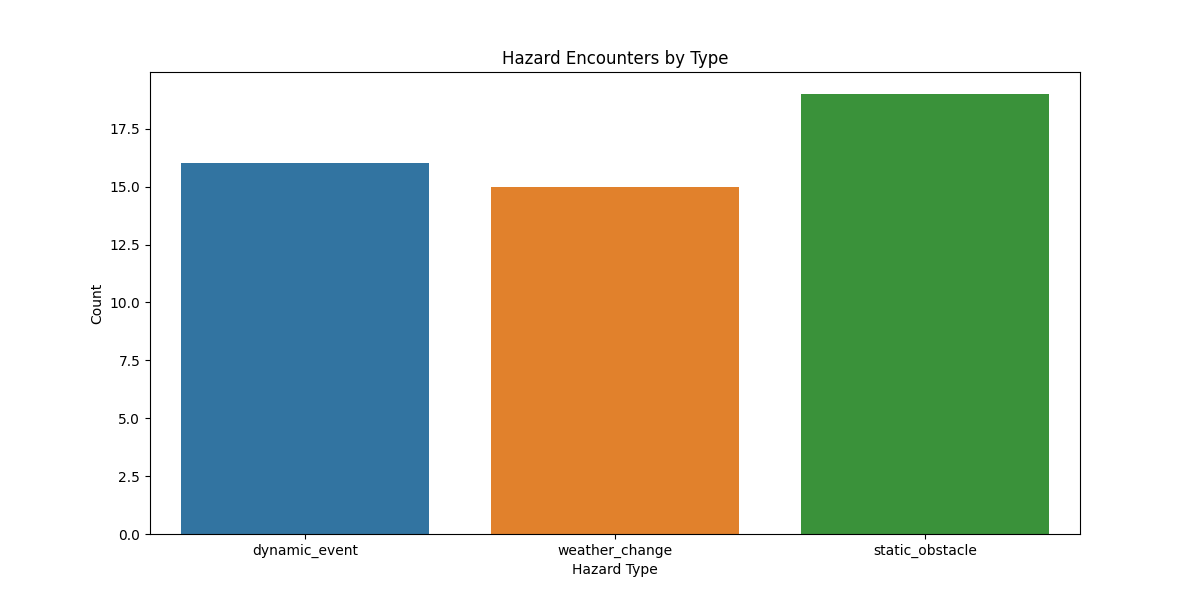 Hazard Encounters by Type
17.5
15.0
12.5
10.0
7.5
5.0
2.5
0.0
Count
dynamic_event weather_change static_obstacle
Hazard Type